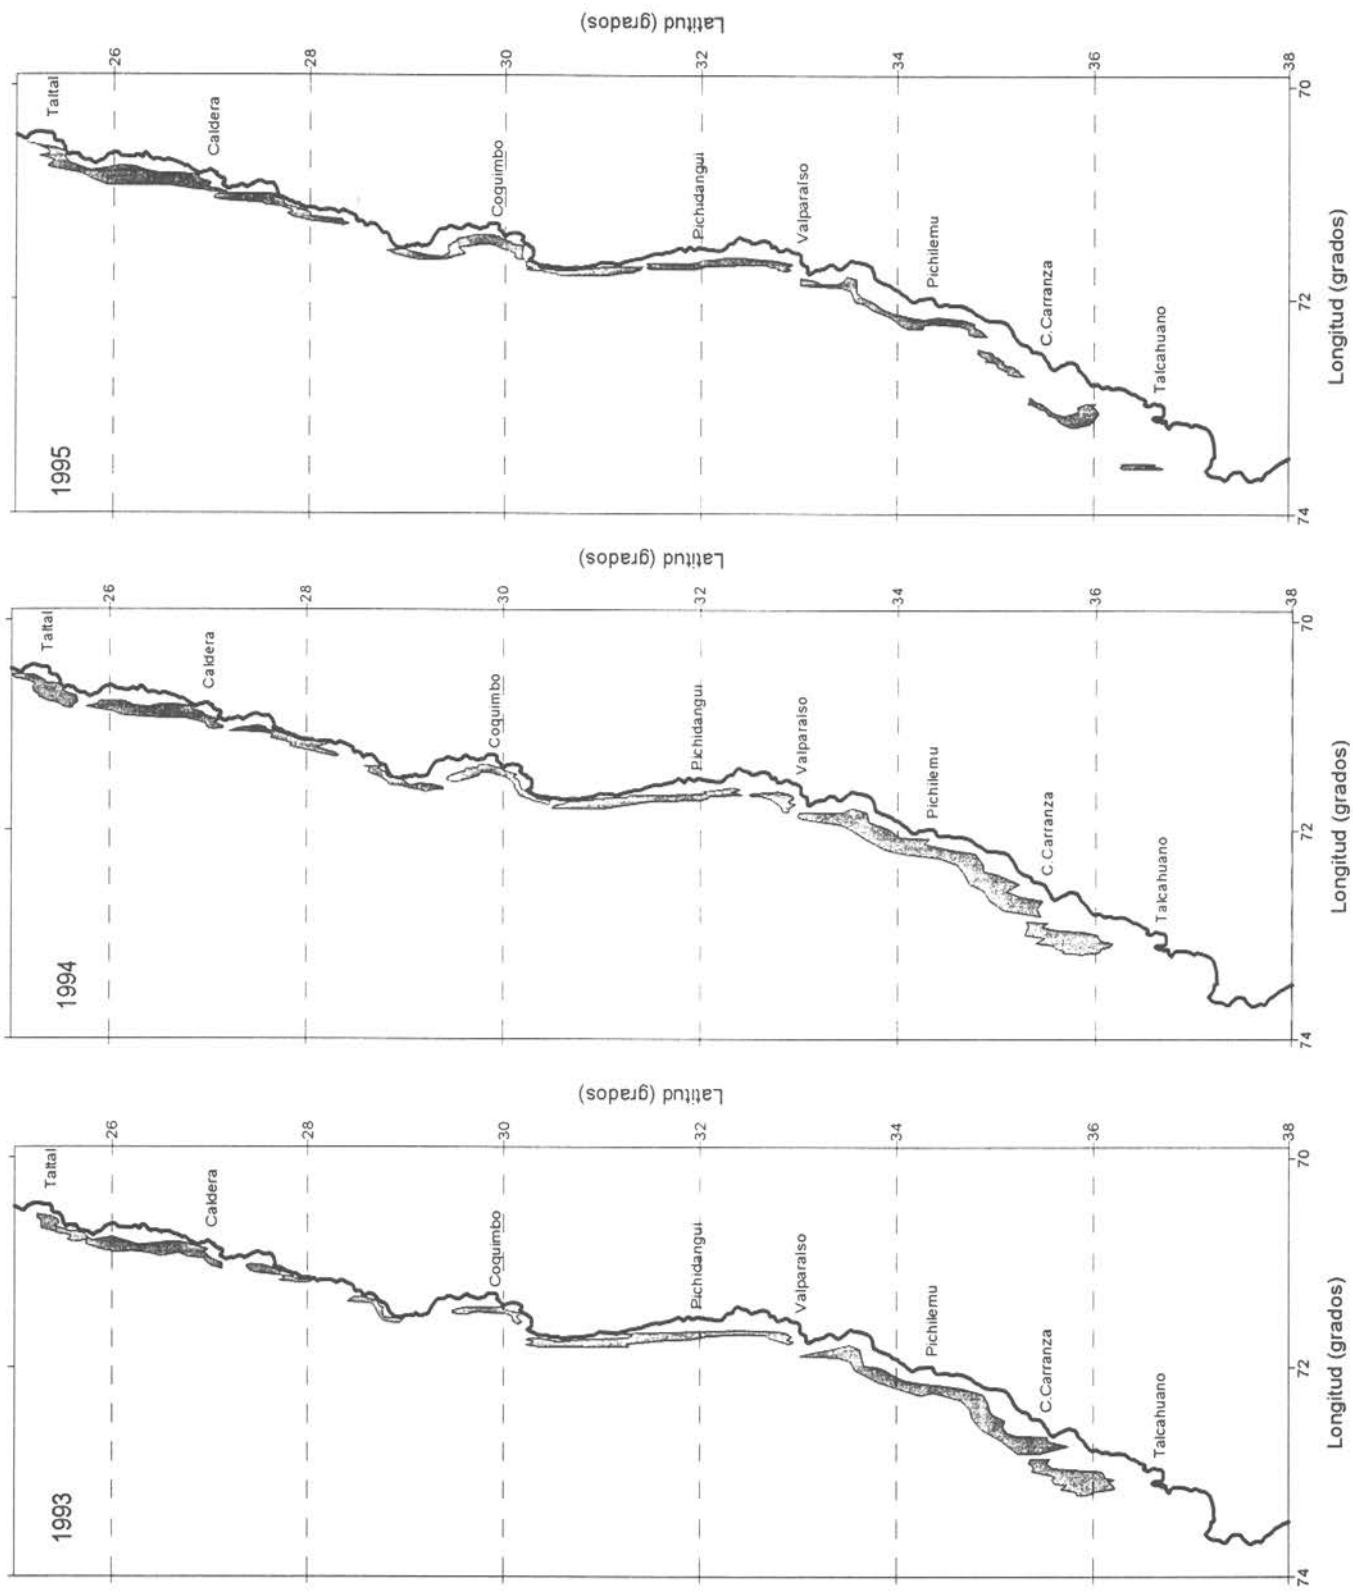 1993
Taltal
Caldera
Coquimbo
Pichidangui
Valparaíso
Pichilemu
C.Carranza
Talcahuano
26
28
30
32
34
36
38
Latitud (grados)
74
72
70
Longitud (grados)
1994
Taltal
Caldera
Coquimbo
Pichidangui
Valparaíso
Pichilemu
C.Carranza
Talcahuano
26
28
30
32
34
36
38
Latitud (grados)
74
72
70
Longitud (grados)
1995
Taltal
Caldera
Coquimbo
Pichidangui
Valparaíso
Pichilemu
C.Carranza
Talcahuano
26
28
30
32
34
36
38
Latitud (grados)
74
72
70
Longitud (grados)